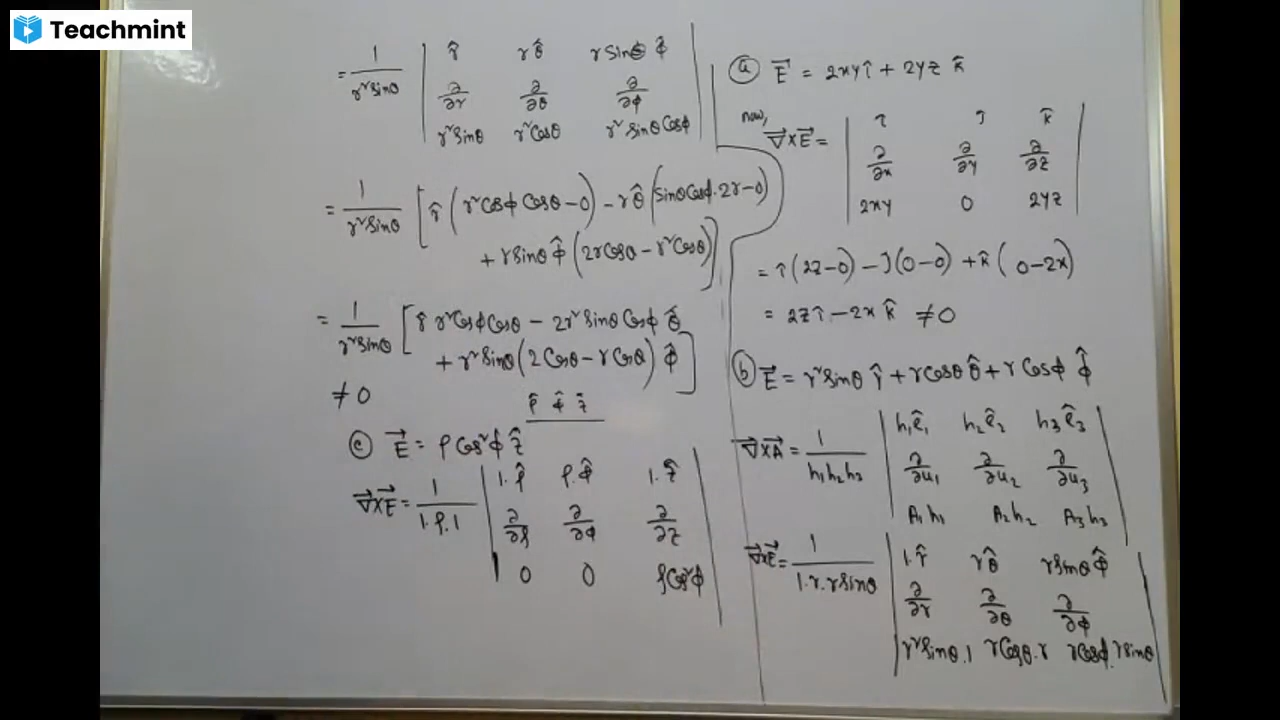 Teachmint
ⓐ E⃗ = 2xy î + 2yz k̂
now,
∇⃗×E⃗ = | î ĵ k̂ |
| ∂/∂x ∂/∂y ∂/∂z |
| 2xy 0 2yz |
= î (2z-0) - ĵ (0-0) + k̂ (0-2x)
= 2z î - 2x k̂ ≠ 0
ⓑ E⃗ = r² sinθ r̂ + r cosθ θ̂ + r cosϕ ϕ̂
∇⃗×A⃗ = 1/(h₁h₂h₃) | h₁ê₁ h₂ê₂ h₃ê₃ |
| ∂/∂u₁ ∂/∂u₂ ∂/∂u₃ |
| A₁h₁ A₂h₂ A₃h₃ |
∇⃗×E⃗ = 1/(1.r.r sinθ) | 1.r̂ rθ̂ r sinθ ϕ̂ |
| ∂/∂r ∂/∂θ ∂/∂ϕ |
| r² sinθ.1 r cosθ.r r cosϕ.r sinθ |
= 1/(r² sinθ) | r̂ rθ̂ r sinθ ϕ̂ |
| ∂/∂r ∂/∂θ ∂/∂ϕ |
| r² sinθ r² cosθ r² sinθ cosϕ |
= 1/(r² sinθ) [ r̂ (r² cosϕ cosθ - 0) - rθ̂ (sinθ cosϕ.2r - 0)
+ r sinθ ϕ̂ (2r cosθ - r² cosθ) ]
= 1/(r² sinθ) [ r̂ r² cosϕ cosθ - 2r² sinθ cosϕ θ̂
+ r² sinθ (2 cosθ - r cosθ) ϕ̂ ]
≠ 0
ρ̂ ϕ̂ ẑ
ⓒ E⃗ = ρ cos²ϕ ẑ
∇⃗×E⃗ = 1/(1.ρ.1) | 1.ρ̂ ρ.ϕ̂ 1.ẑ |
| ∂/∂ρ ∂/∂ϕ ∂/∂z |
| 0 0 ρ cos²ϕ |